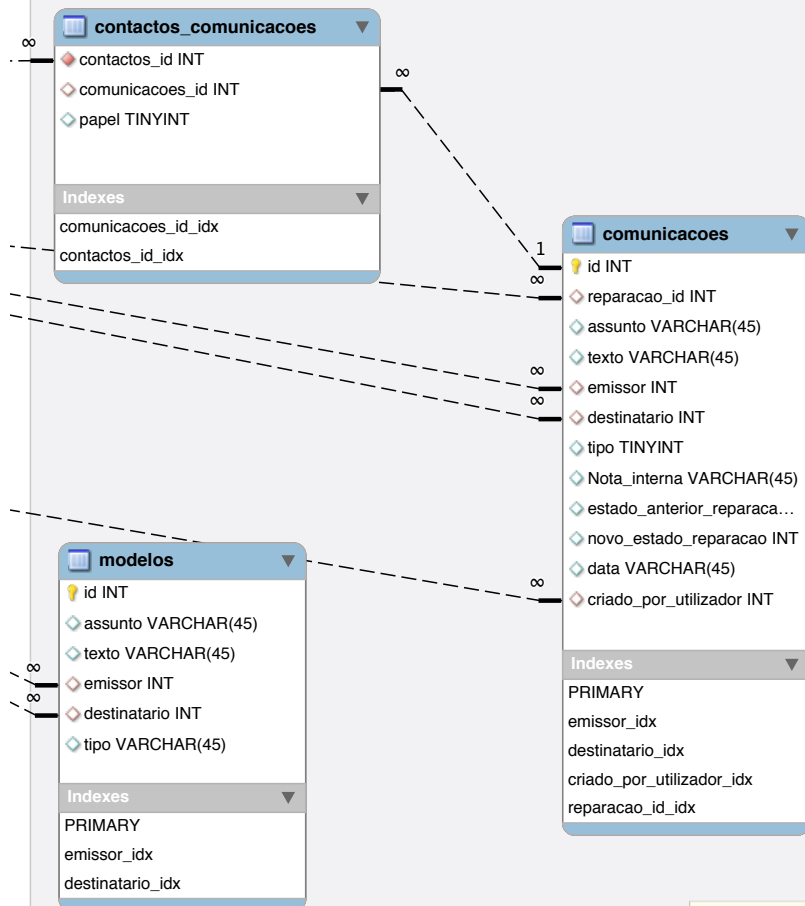 contactos_comunicacoes
∞
contactos_id INT
comunicacoes_id INT
papel TINYINT
Indexes
comunicacoes_id_idx
contactos_id_idx
∞
1
∞
∞
∞
∞
comunicacoes
id INT
reparacao_id INT
assunto VARCHAR(45)
texto VARCHAR(45)
emissor INT
destinatario INT
tipo TINYINT
Nota_interna VARCHAR(45)
estado_anterior_reparaca...
novo_estado_reparacao INT
data VARCHAR(45)
criado_por_utilizador INT
Indexes
PRIMARY
emissor_idx
destinatario_idx
criado_por_utilizador_idx
reparacao_id_idx
modelos
id INT
assunto VARCHAR(45)
texto VARCHAR(45)
∞
emissor INT
∞
destinatario INT
tipo VARCHAR(45)
Indexes
PRIMARY
emissor_idx
destinatario_idx